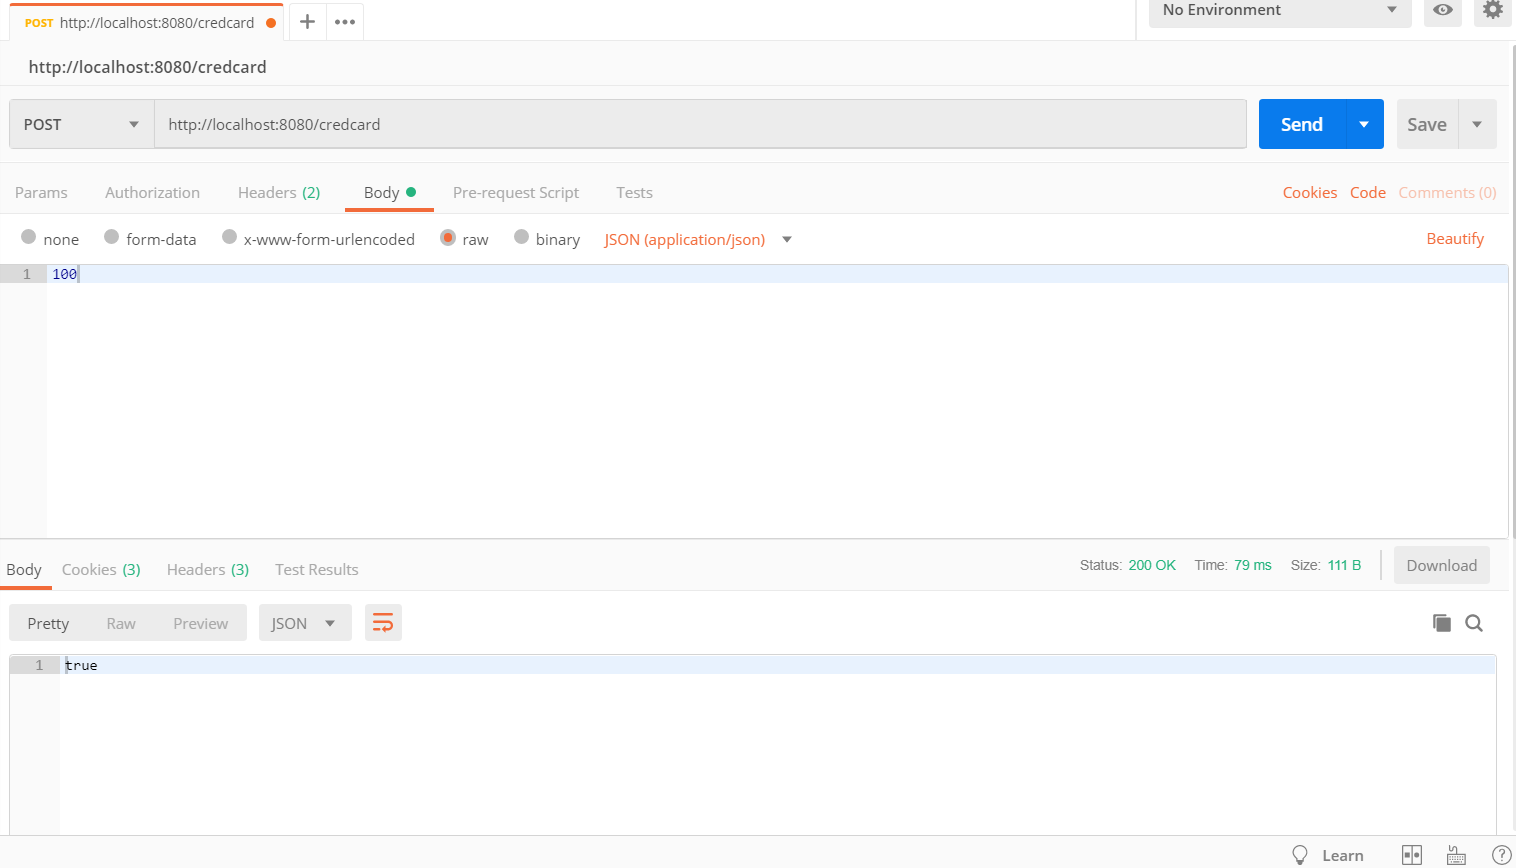 POST http://localhost:8080/credcard
No Environment
http://localhost:8080/credcard
POST http://localhost:8080/credcard Send Save
Params Authorization Headers (2) Body Pre-request Script Tests Cookies Code Comments (0)
none form-data x-www-form-urlencoded raw binary JSON (application/json) Beautify
1 100
Body Cookies (3) Headers (3) Test Results Status: 200 OK Time: 79 ms Size: 111 B Download
Pretty Raw Preview JSON
1 true
Learn